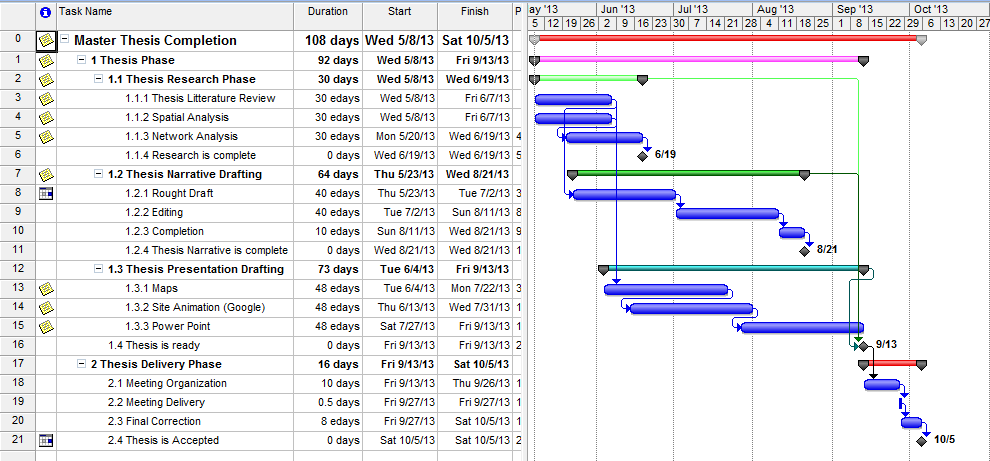 Task Name Duration Start Finish P ay '13 Jun '13 Jul '13 Aug '13 Sep '13 Oct '13
5 12 19 26 2 9 16 23 30 7 14 21 28 4 11 18 25 1 8 15 22 29 6 13 20 27
0 Master Thesis Completion 108 days Wed 5/8/13 Sat 10/5/13
1 1 Thesis Phase 92 days Wed 5/8/13 Fri 9/13/13
2 1.1 Thesis Research Phase 30 days Wed 5/8/13 Wed 6/19/13
3 1.1.1 Thesis Litterature Review 30 edays Wed 5/8/13 Fri 6/7/13
4 1.1.2 Spatial Analysis 30 edays Wed 5/8/13 Fri 6/7/13
5 1.1.3 Network Analysis 30 edays Mon 5/20/13 Wed 6/19/13 4
6 1.1.4 Research is complete 0 days Wed 6/19/13 Wed 6/19/13 5 6/19
7 1.2 Thesis Narrative Drafting 64 days Thu 5/23/13 Wed 8/21/13
8 1.2.1 Rought Draft 40 edays Thu 5/23/13 Tue 7/2/13 3
9 1.2.2 Editing 40 edays Tue 7/2/13 Sun 8/11/13 8
10 1.2.3 Completion 10 edays Sun 8/11/13 Wed 8/21/13 9
11 1.2.4 Thesis Narrative is complete 0 days Wed 8/21/13 Wed 8/21/13 1 8/21
12 1.3 Thesis Presentation Drafting 73 days Tue 6/4/13 Fri 9/13/13
13 1.3.1 Maps 48 edays Tue 6/4/13 Mon 7/22/13 3
14 1.3.2 Site Animation (Google) 48 edays Thu 6/13/13 Wed 7/31/13 1
15 1.3.3 Power Point 48 edays Sat 7/27/13 Fri 9/13/13 1
16 1.4 Thesis is ready 0 days Fri 9/13/13 Fri 9/13/13 2 9/13
17 2 Thesis Delivery Phase 16 days Fri 9/13/13 Sat 10/5/13
18 2.1 Meeting Organization 10 days Fri 9/13/13 Thu 9/26/13 1
19 2.2 Meeting Delivery 0.5 days Fri 9/27/13 Fri 9/27/13 1
20 2.3 Final Correction 8 edays Fri 9/27/13 Sat 10/5/13 2
21 2.4 Thesis is Accepted 0 days Sat 10/5/13 Sat 10/5/13 2 10/5